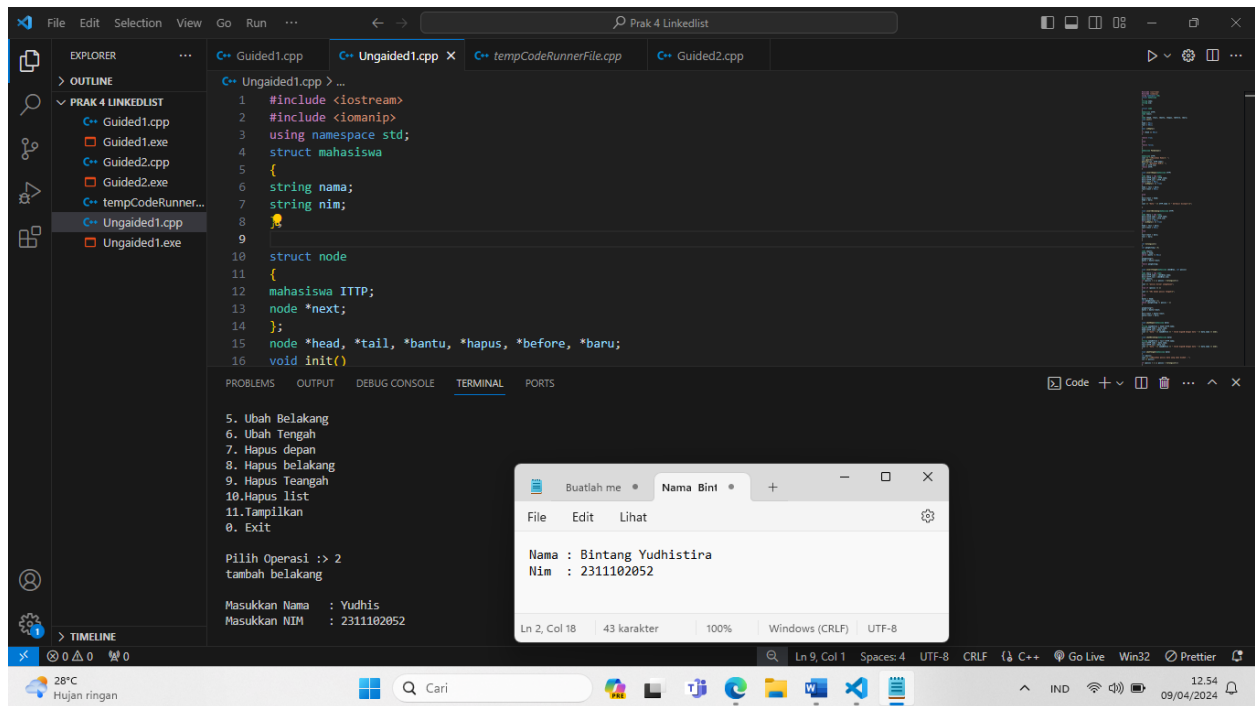 File Edit Selection View Go Run ... Prak 4 Linkedlist
EXPLORER ...
OUTLINE
PRAK 4 LINKEDLIST
Guided1.cpp
Guided1.exe
Guided2.cpp
Guided2.exe
tempCodeRunner...
Ungaided1.cpp
Ungaided1.exe
TIMELINE
Guided1.cpp Ungaided1.cpp tempCodeRunnerFile.cpp Guided2.cpp
Ungaided1.cpp > ...
1 #include <iostream>
2 #include <iomanip>
3 using namespace std;
4 struct mahasiswa
5 {
6 string nama;
7 string nim;
8 };
9
10 struct node
11 {
12 mahasiswa ITTP;
13 node *next;
14 };
15 node *head, *tail, *bantu, *hapus, *before, *baru;
16 void init()
PROBLEMS OUTPUT DEBUG CONSOLE TERMINAL PORTS Code
5. Ubah Belakang
6. Ubah Tengah
7. Hapus depan
8. Hapus belakang
9. Hapus Teangah
10.Hapus list
11.Tampilkan
0. Exit
Pilih Operasi :> 2
tambah belakang
Masukkan Nama : Yudhis
Masukkan NIM : 2311102052
Buatlah me Nama Bint
File Edit Lihat
Nama : Bintang Yudhistira
Nim : 2311102052
Ln 2, Col 18 43 karakter 100% Windows (CRLF) UTF-8
1
0 0 0 Ln 9, Col 1 Spaces: 4 UTF-8 CRLF C++ Go Live Win32 Prettier
28°C
Hujan ringan
Cari
PRE
IND
12.54
09/04/2024